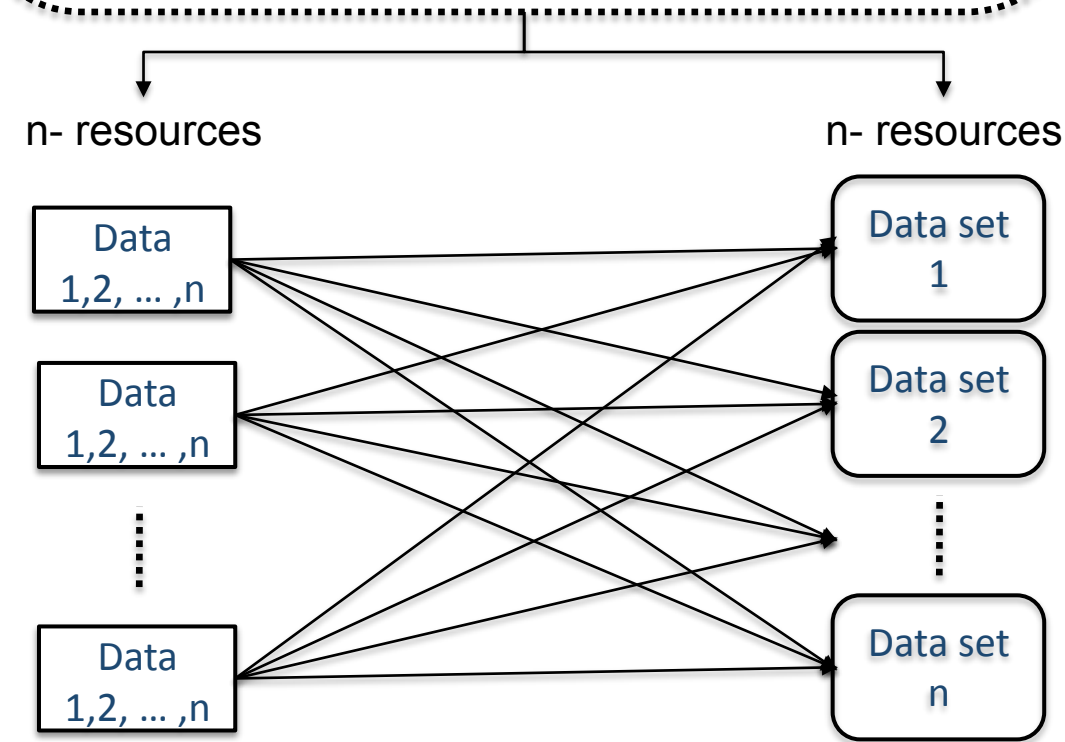 n- resources
n- resources
Data
1,2, ... ,n
Data set
1
Data
1,2, ... ,n
Data set
2
Data
1,2, ... ,n
Data set
n